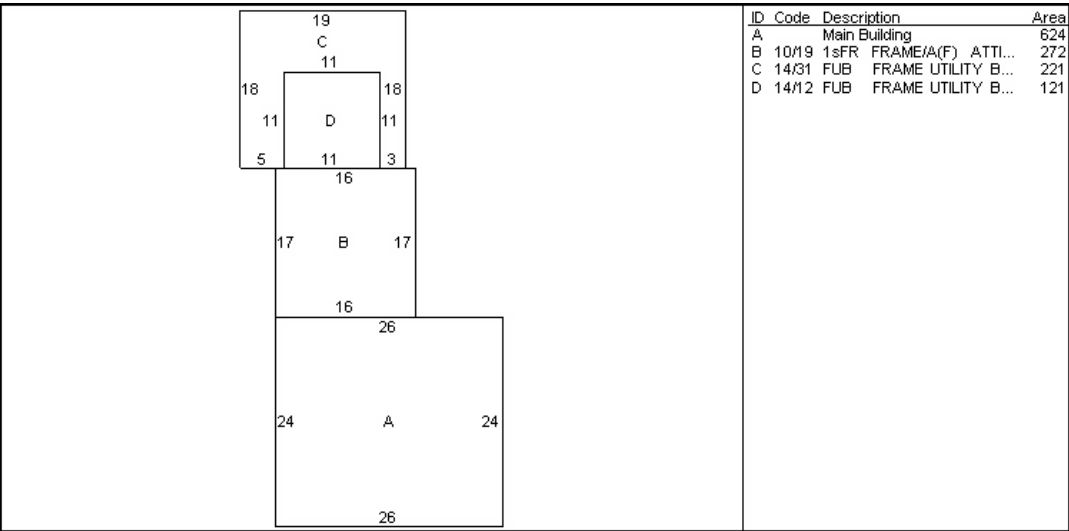 19
C
11
18 18
11 D 11
5 11 3
16
17 B 17
16
26
24 A 24
26
ID Code Description Area
A Main Building 624
B 10/19 1sFR FRAME/A(F) ATTI... 272
C 14/31 FUB FRAME UTILITY B... 221
D 14/12 FUB FRAME UTILITY B... 121